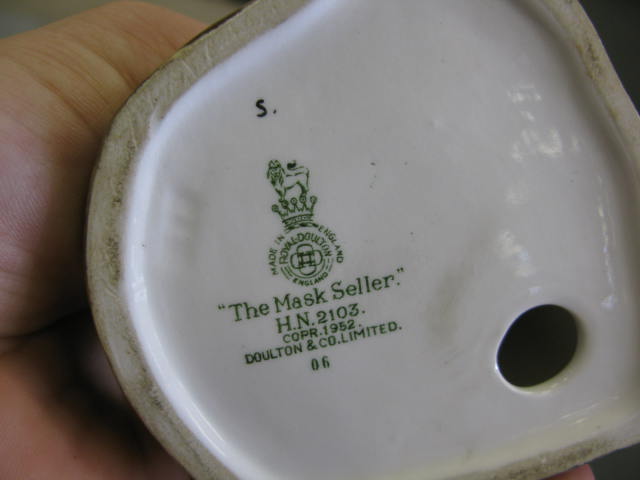 S.
MADE IN ENGLAND
ROYAL·DOULTON
ENGLAND
"The Mask Seller."
H.N.2103.
COPR.1952.
DOULTON & CO.LIMITED.
06